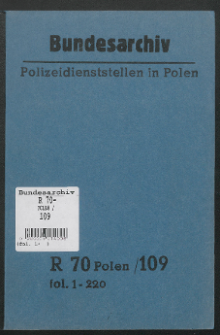 Bundesarchiv
Polizeidienststellen in Polen
Bundesarchiv
R 70-
POLEN /
109
R 70 Polen /109
fol. 1 - 220